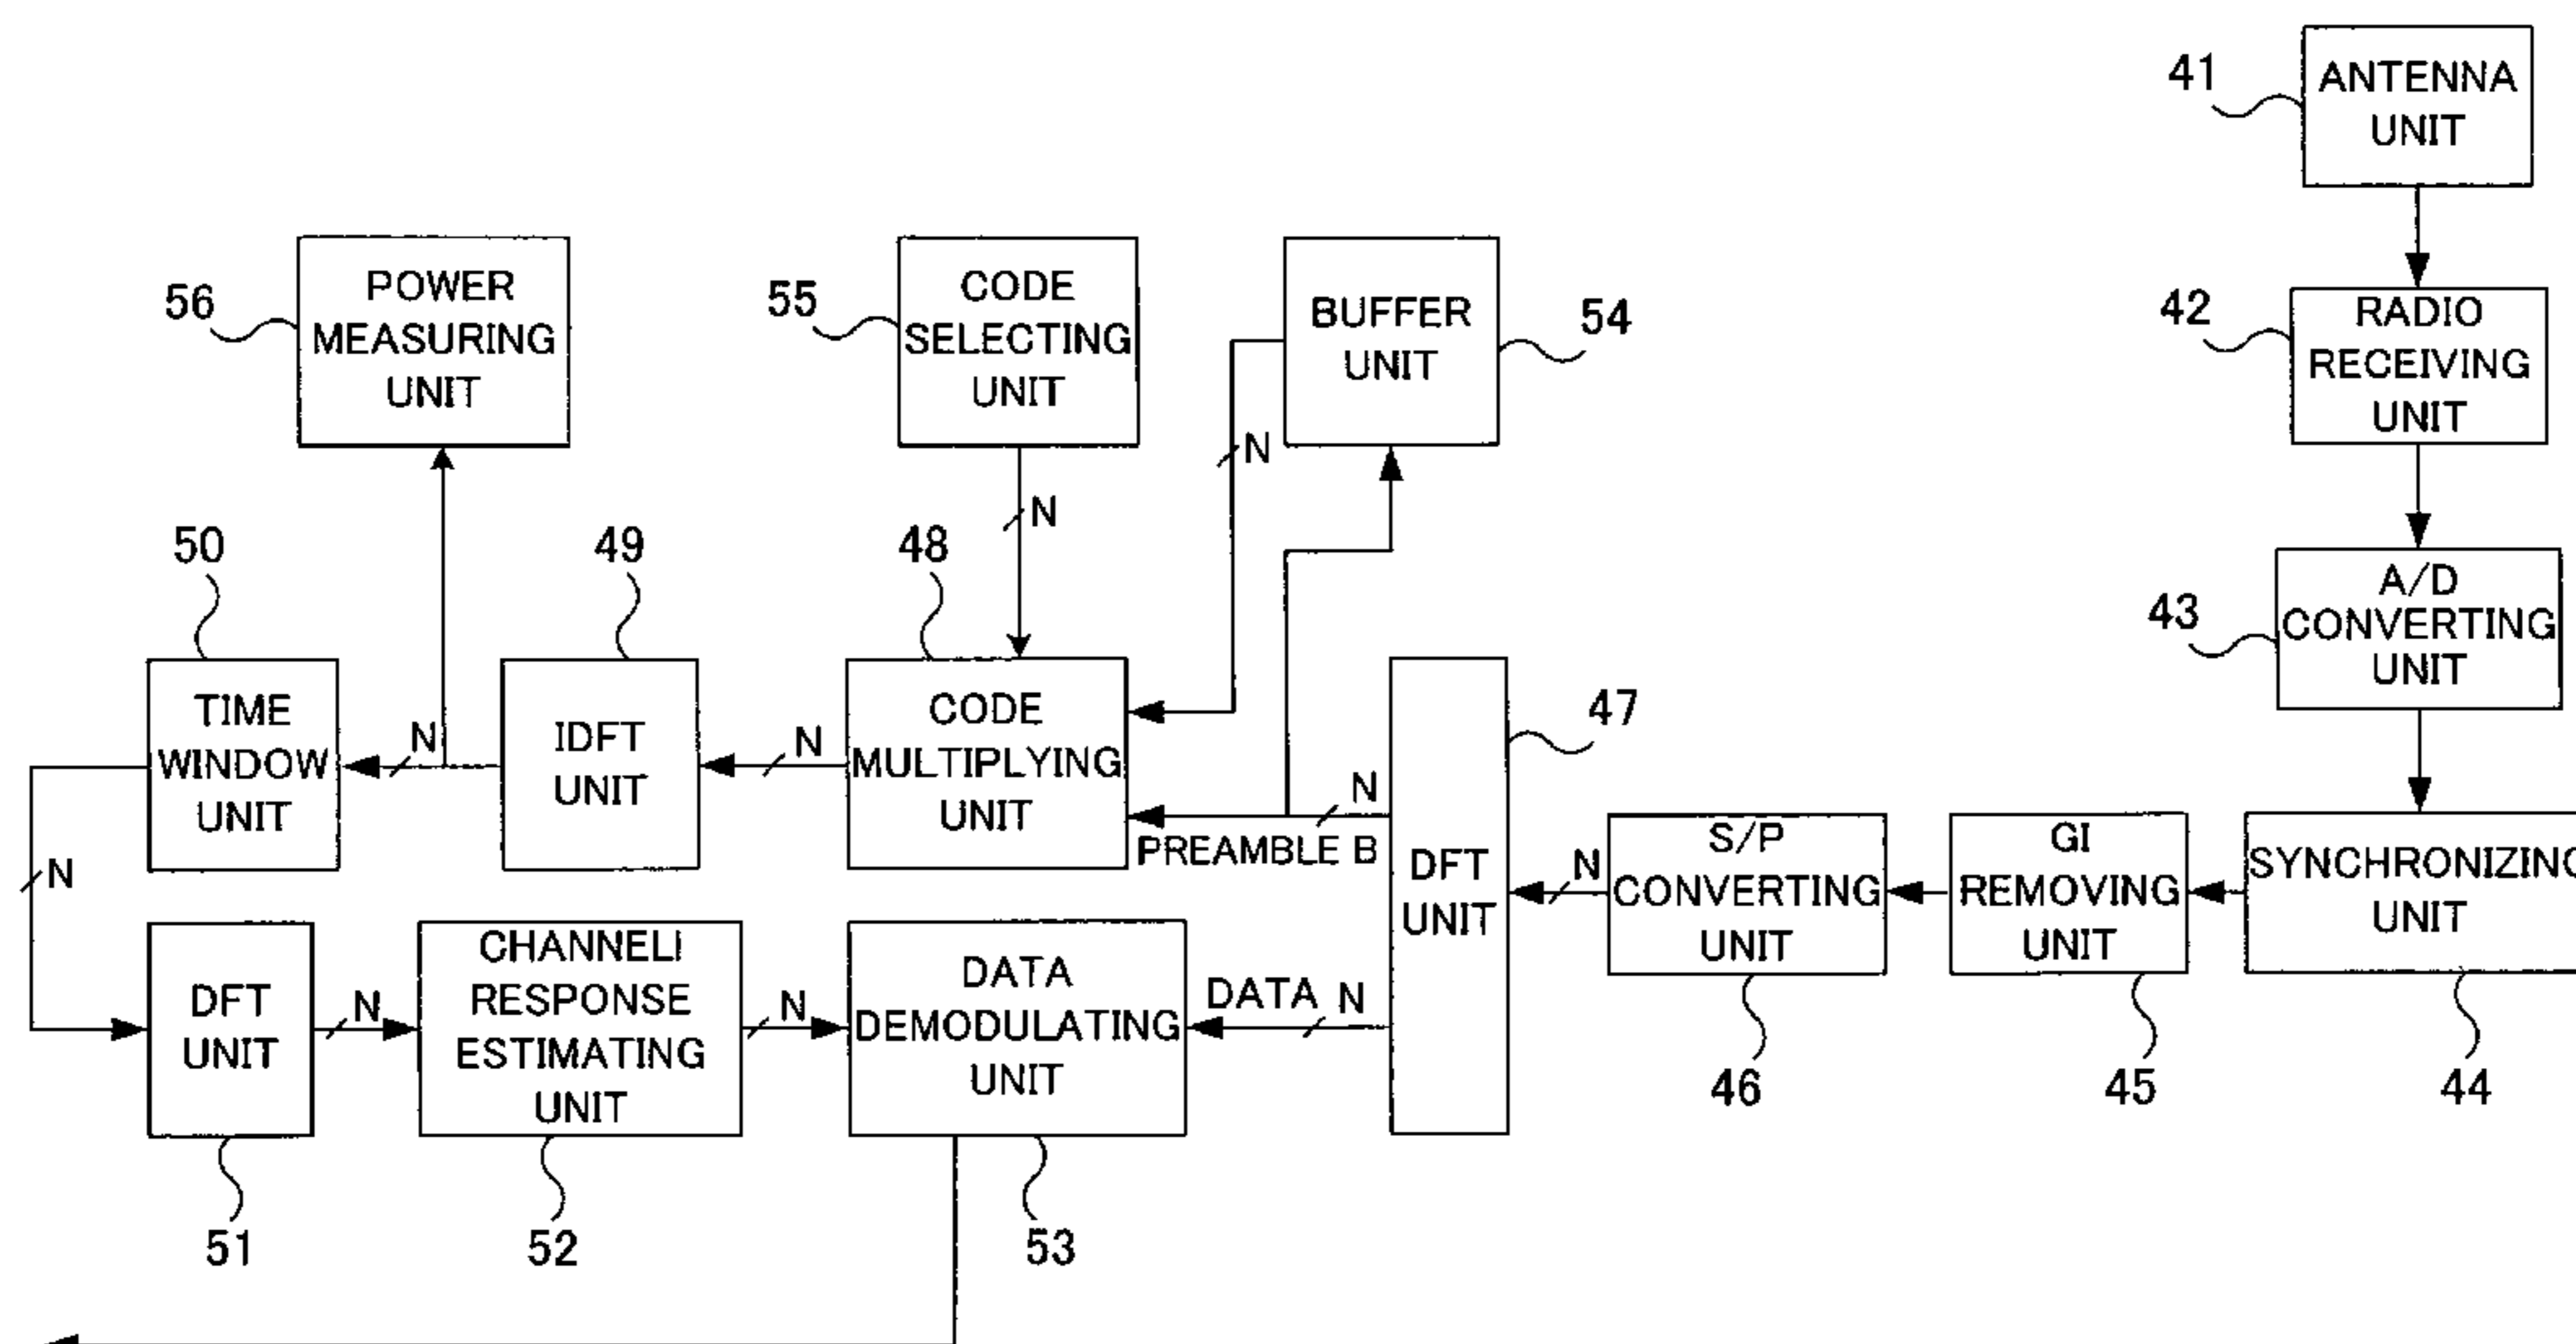 41
ANTENNA
UNIT
42
RADIO
RECEIVING
UNIT
43
A/D
CONVERTING
UNIT
56
POWER
MEASURING
UNIT
55
CODE
SELECTING
UNIT
BUFFER
UNIT
54
N
N
50
49
48
47
TIME
WINDOW
UNIT
N
IDFT
UNIT
N
CODE
MULTIPLYING
UNIT
N
PREAMBLE B
DFT
UNIT
N
S/P
CONVERTING
UNIT
GI
REMOVING
UNIT
SYNCHRONIZING
UNIT
46
45
44
N
DFT
UNIT
N
CHANNELI
RESPONSE
ESTIMATING
UNIT
N
DATA
DEMODULATING
UNIT
DATA N
51
52
53